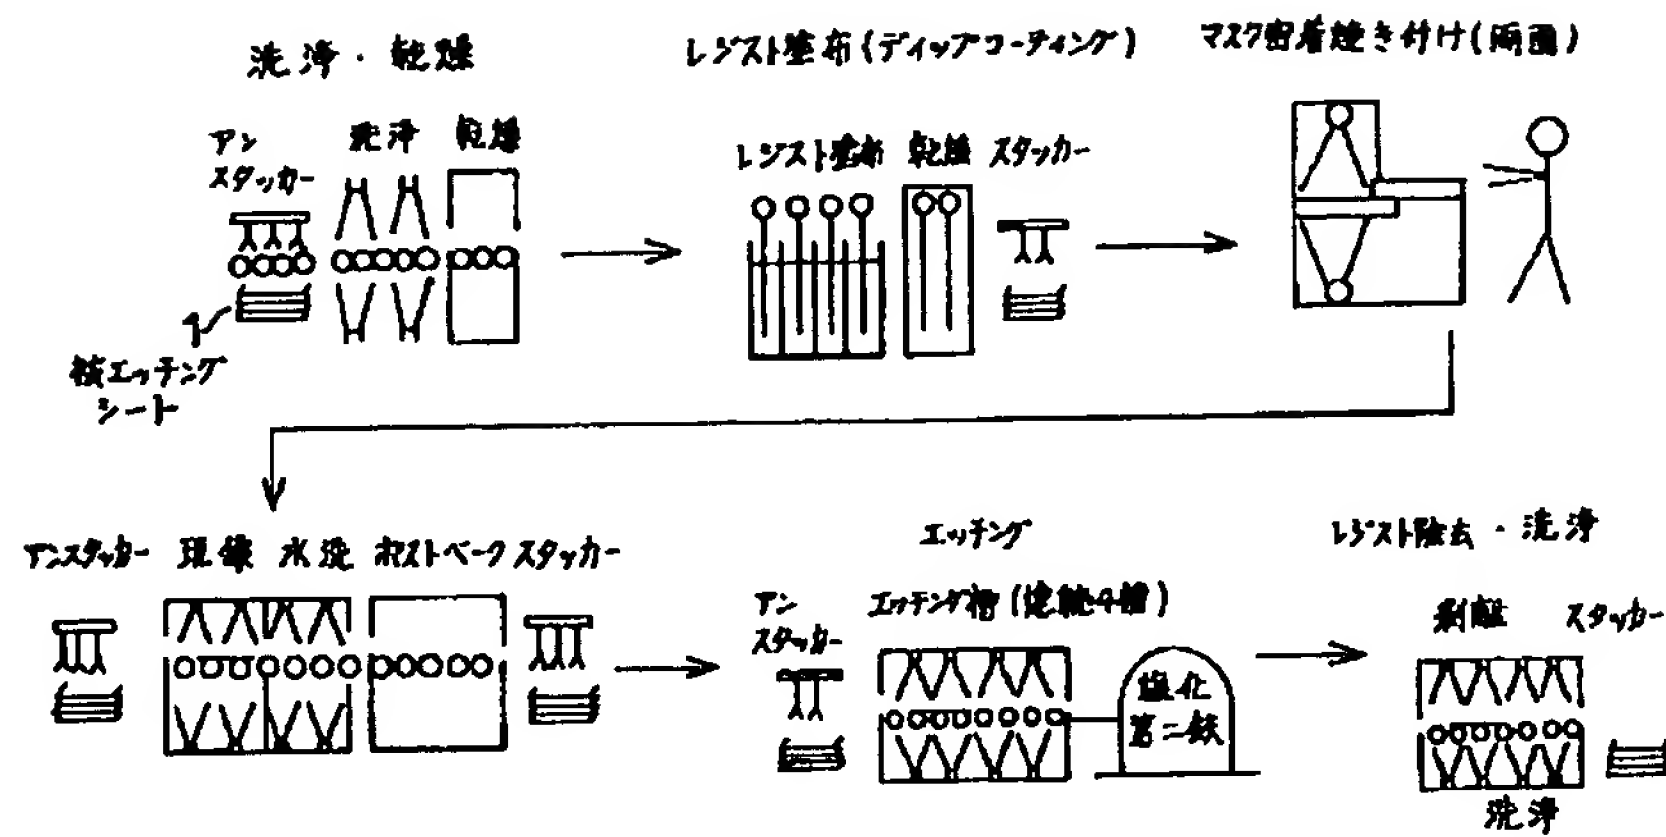 洗浄・乾燥
アン
スタッカー
洗浄
乾燥
1
被エッチング
シート
レジスト塗布(ディップコーティング)
レジスト塗布
乾燥
スタッカー
マスク密着焼き付け(両面)
アンスタッカー
現像
水洗
ポストベーク
スタッカー
エッチング
アン
スタッカー
エッチング槽(連続4槽)
塩化
第二鉄
レジスト除去・洗浄
剥離
スタッカー
洗浄